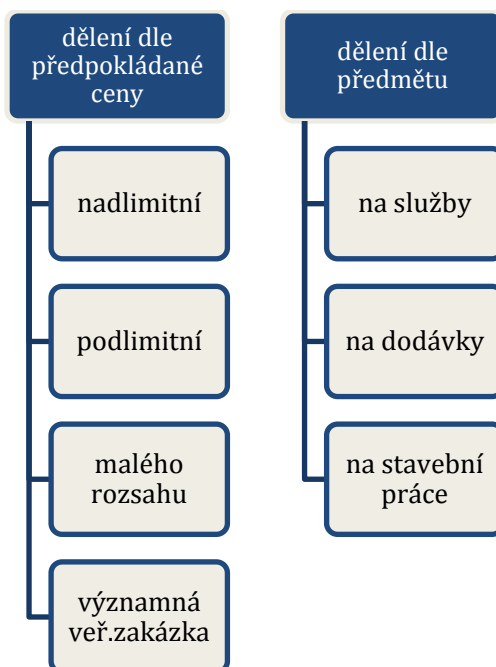 dělení dle
předpokládané
ceny
nadlimitní
podlimitní
malého
rozsahu
významná
veř.zakázka
dělení dle
předmětu
na služby
na dodávky
na stavební
práce